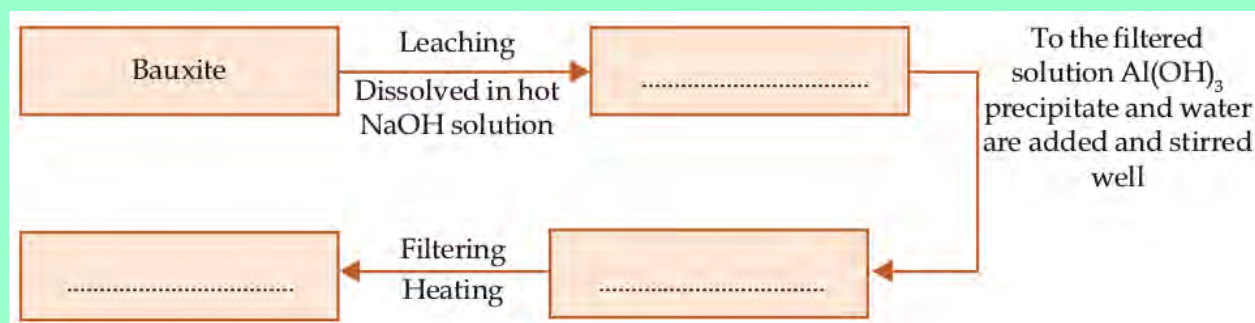 Bauxite
Leaching
Dissolved in hot
NaOH solution
..............................
To the filtered
solution Al(OH)₃
precipitate and water
are added and stirred
well
..............................
Filtering
Heating
..............................